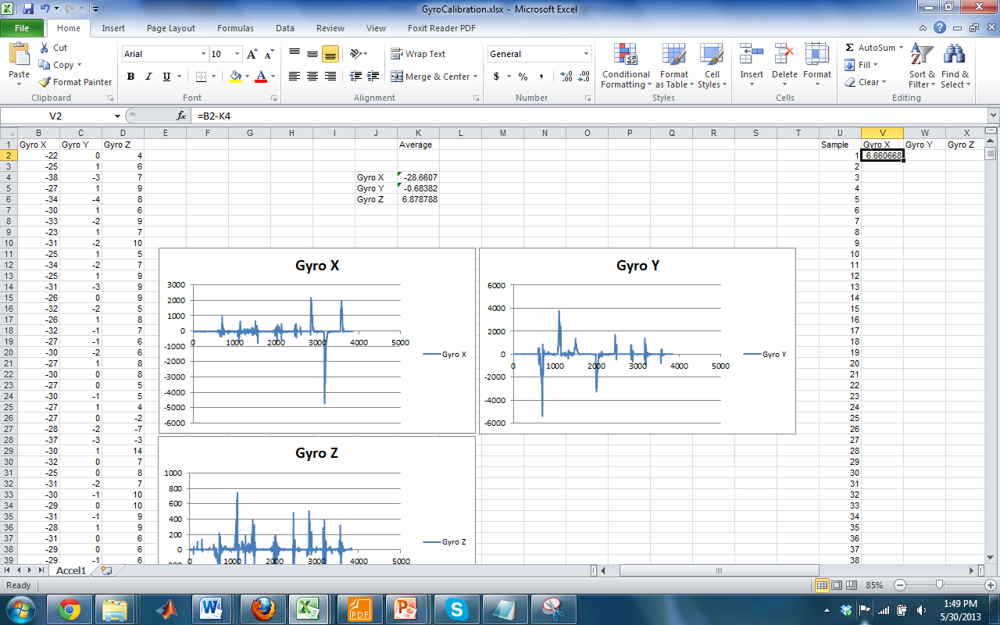 GyroCalibration.xlsx - Microsoft Excel
File Home Insert Page Layout Formulas Data Review View Foxit Reader PDF
Paste
Cut
Copy
Format Painter
Clipboard
Arial 10
B I U
Font
Wrap Text
Merge & Center
Alignment
General
$ % ,
Number
Conditional Formatting
Format as Table
Cell Styles
Styles
Insert Delete Format
Cells
AutoSum
Fill
Clear
Sort & Filter
Find & Select
Editing
V2 fx =B2-K4
B C D E F G H I J K L M N O P Q R S T U V W X
1 Gyro X Gyro Y Gyro Z Average Sample Gyro X Gyro Y Gyro Z
2 -22 0 4 1 6.660668
3 -25 1 6 2
4 -38 -3 7 Gyro X -28.6607 3
5 -27 1 9 Gyro Y -0.68382 4
6 -34 -4 8 Gyro Z 6.878788 5
7 -30 1 6 6
8 -33 -2 9 7
9 -23 1 7 8
10 -31 -2 10 9
11 -25 1 5 10
12 -34 -2 7 11
13 -25 1 9 12
14 -31 -3 9 13
15 -26 0 9 14
16 -32 -2 5 15
17 -26 1 8 16
18 -32 -1 7 17
19 -27 -1 6 18
20 -30 -2 6 19
21 -27 1 8 20
22 -30 0 8 21
23 -27 0 5 22
24 -30 -1 5 23
25 -27 1 4 24
26 -27 0 -2 25
27 -28 -2 -7 26
28 -37 -3 -3 27
29 -30 1 14 28
30 -32 0 7 29
31 -25 0 8 30
32 -31 -2 7 31
33 -30 -1 10 32
34 -29 0 10 33
35 -31 -1 9 34
36 -28 1 9 35
37 -31 0 6 36
38 -29 0 6 37
39 -29 -1 6 38
Gyro X
3000
2000
1000
0
-1000
-2000
-3000
-4000
-5000
-6000
0 1000 2000 3000 4000 5000
Gyro X
Gyro Y
6000
4000
2000
0
-2000
-4000
-6000
0 1000 2000 3000 4000 5000
Gyro Y
Gyro Z
1000
800
600
400
200
0
0 1000 2000 3000 4000 5000
Gyro Z
Accel1
Ready 85%
1:49 PM
5/30/2013